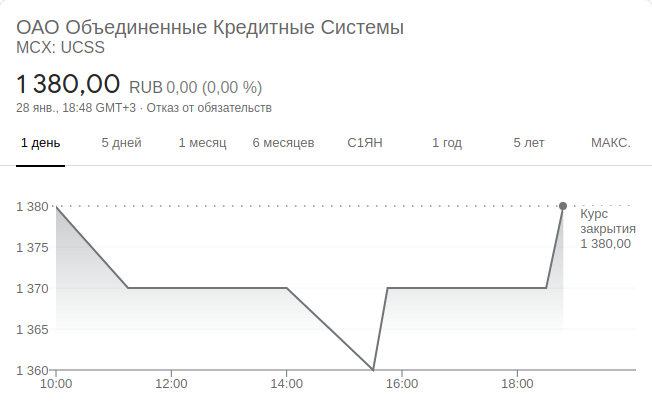 ОАО Объединенные Кредитные Системы
MCX: UCSS
1 380,00 RUB 0,00 (0,00 %)
28 янв., 18:48 GMT+3 · Отказ от обязательств
1 день 5 дней 1 месяц 6 месяцев С1ЯН 1 год 5 лет МАКС.
1 380
Курс
закрытия
1 380,00
1 375
1 370
1 365
1 360
10:00 12:00 14:00 16:00 18:00